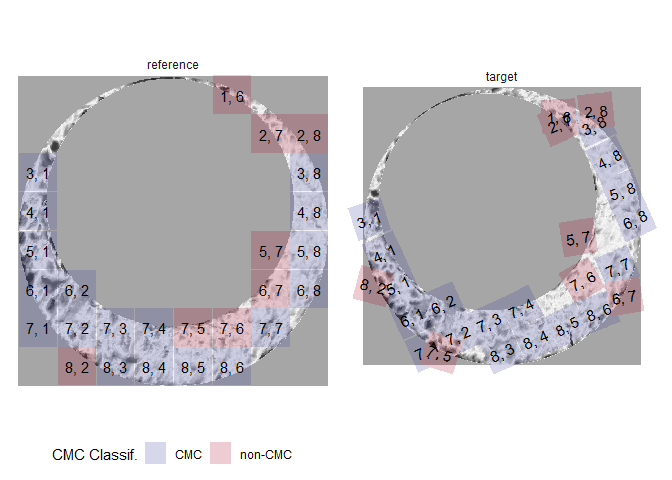 reference
target
1, 6
2, 7 2, 8
3, 1 3, 8
4, 1 4, 8
5, 1 5, 7 5, 8
6, 1 6, 2 6, 7 6, 8
7, 1 7, 2 7, 3 7, 4 7, 5 7, 6 7, 7
8, 2 8, 3 8, 4 8, 5 8, 6
1, 6 2, 8
2, 7 3, 8
4, 8
5, 8
3, 1 6, 8
5, 7
4, 1
7, 7
8, 2 5, 1 7, 6
6, 7
6, 1 6, 2 7, 3 7, 4 8, 6
7, 2 8, 5
8, 4
7, 5 8, 3
CMC Classif. CMC non-CMC